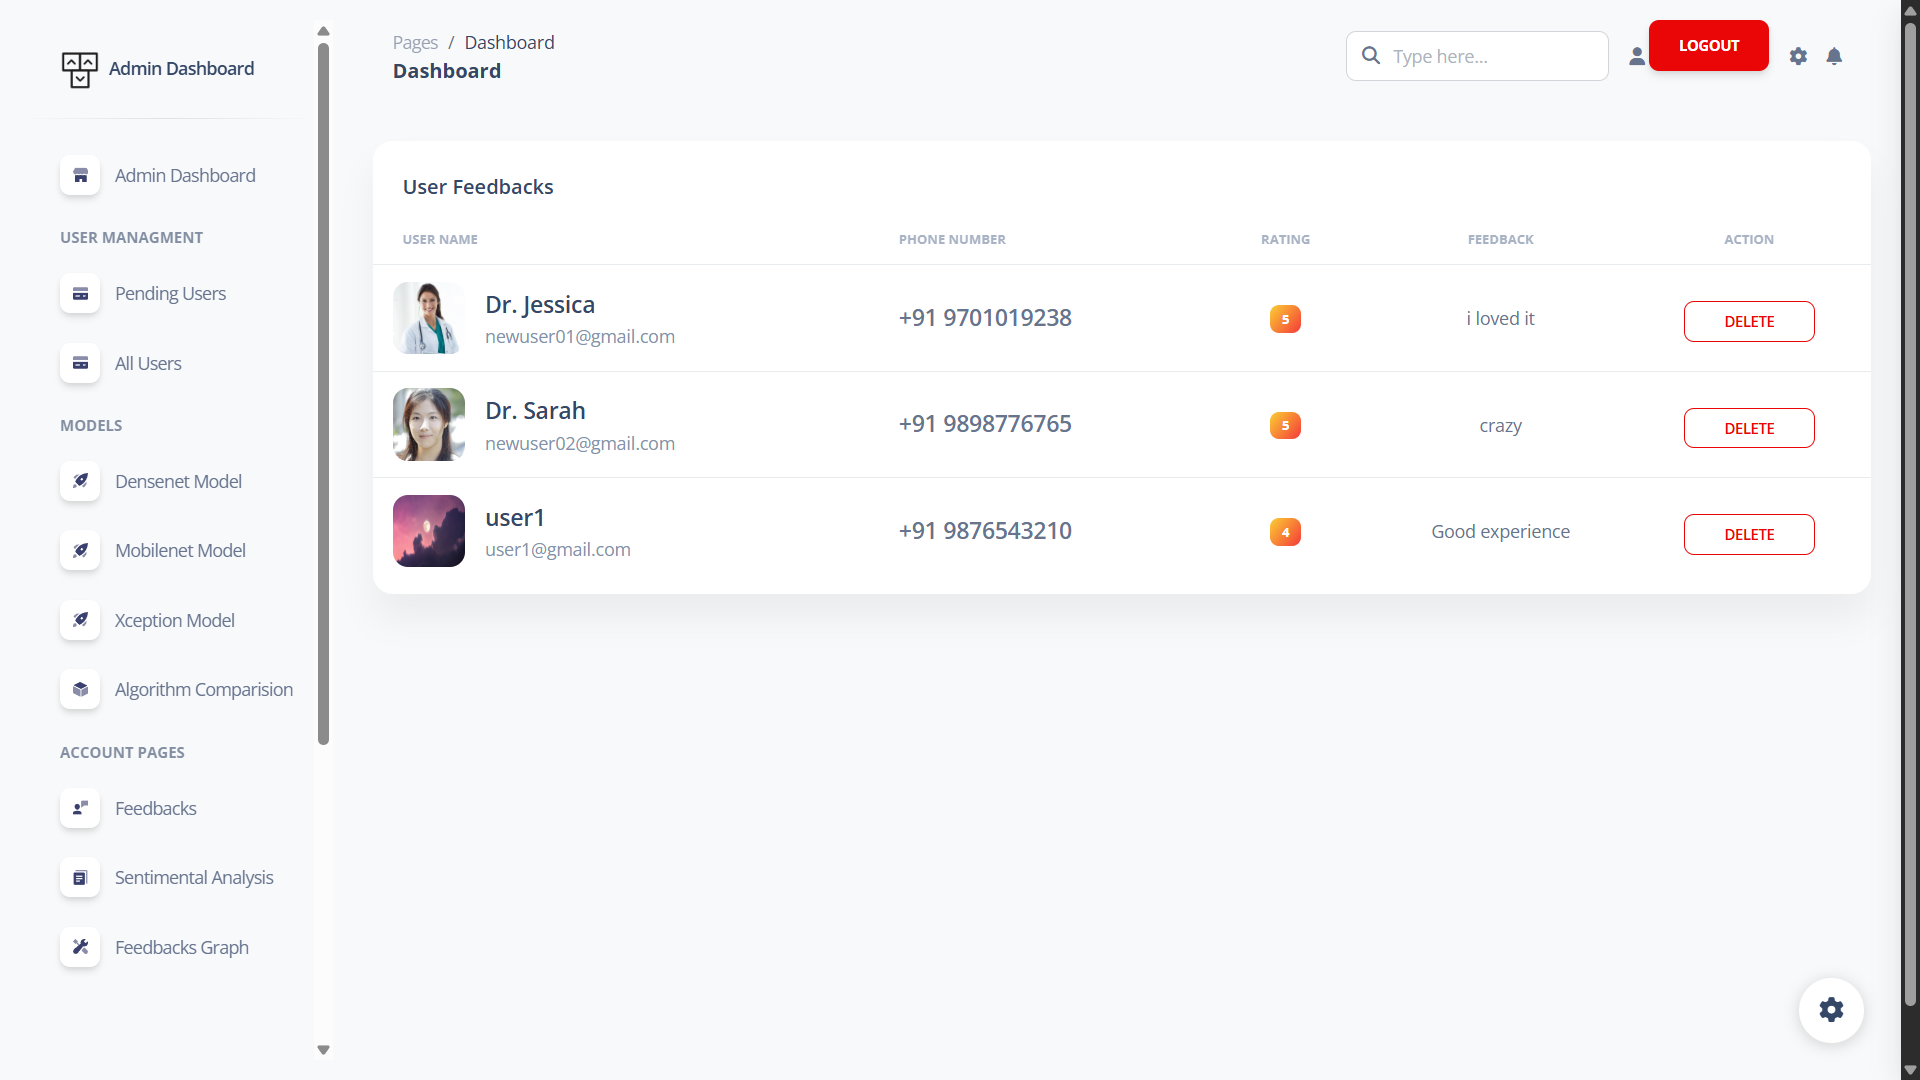 Admin Dashboard
Admin Dashboard
USER MANAGMENT
Pending Users
All Users
MODELS
Densenet Model
Mobilenet Model
Xception Model
Algorithm Comparision
ACCOUNT PAGES
Feedbacks
Sentimental Analysis
Feedbacks Graph
Pages / Dashboard
Dashboard
Type here...
LOGOUT
User Feedbacks
USER NAME PHONE NUMBER RATING FEEDBACK ACTION
Dr. Jessica
newuser01@gmail.com
+91 9701019238 5 i loved it DELETE
Dr. Sarah
newuser02@gmail.com
+91 9898776765 5 crazy DELETE
user1
user1@gmail.com
+91 9876543210 4 Good experience DELETE